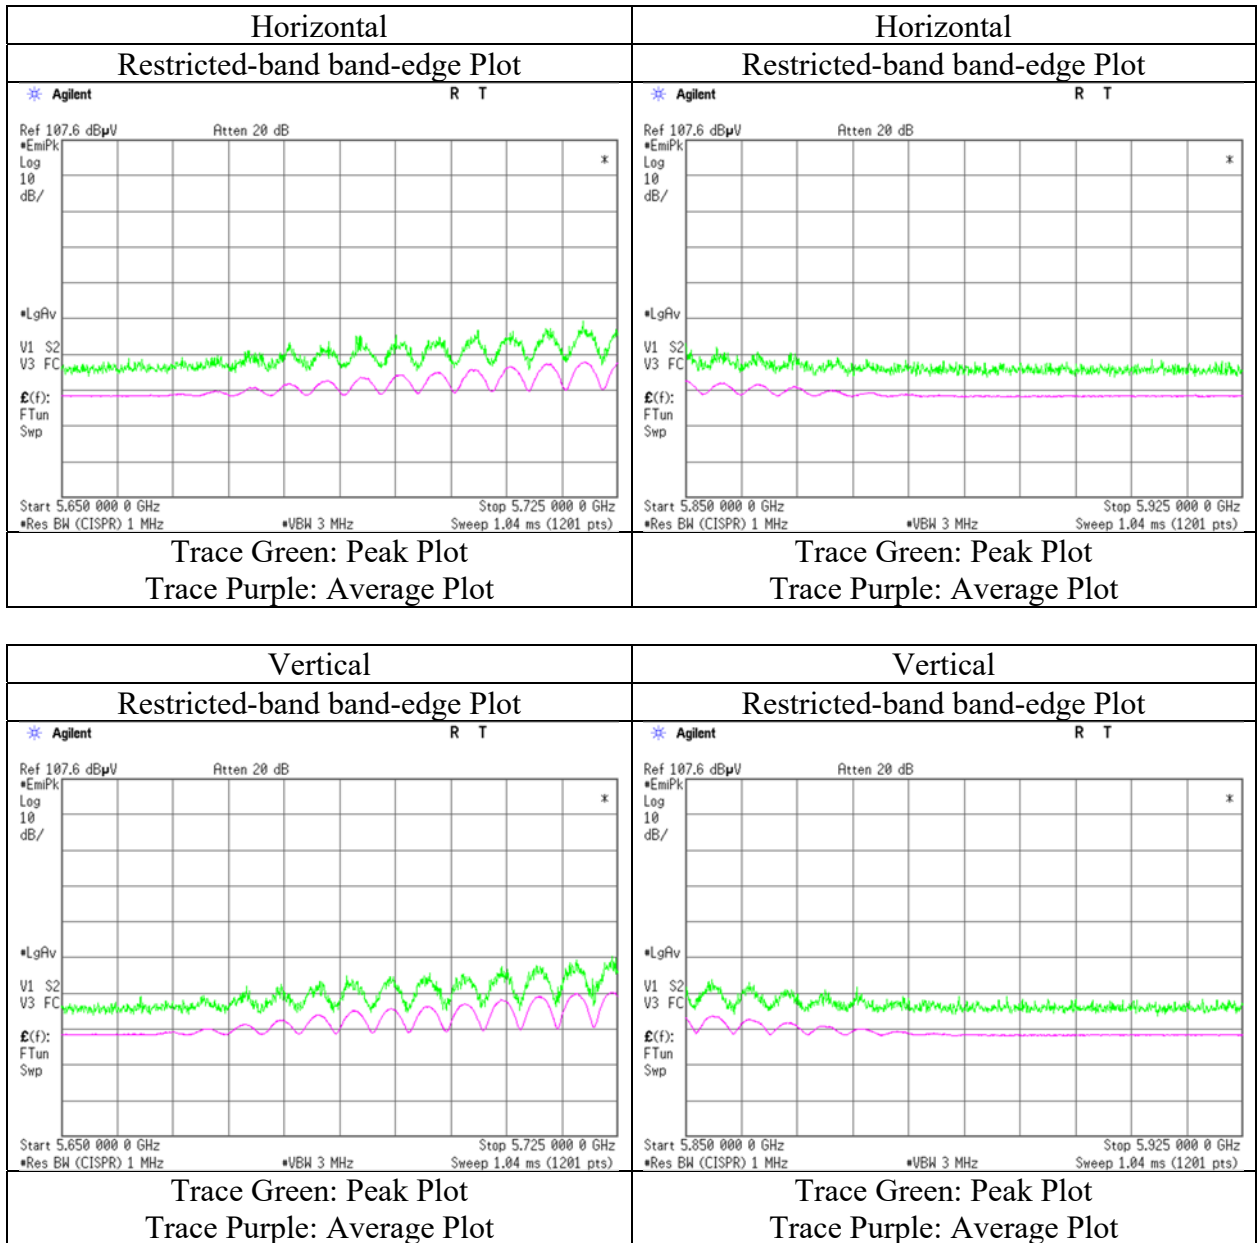 Horizontal
Horizontal
Restricted-band band-edge Plot
Restricted-band band-edge Plot
Agilent R T
Ref 107.6 dBµV Atten 20 dB
*EmiPk
Log
10
dB/
*
*LgAv
V1 S2
V3 FC
£(f):
FTun
Swp
Start 5.650 000 0 GHz Stop 5.725 000 0 GHz
*Res BW (CISPR) 1 MHz *VBW 3 MHz Sweep 1.04 ms (1201 pts)
Agilent R T
Ref 107.6 dBµV Atten 20 dB
*EmiPk
Log
10
dB/
*
*LgAv
V1 S2
V3 FC
£(f):
FTun
Swp
Start 5.850 000 0 GHz Stop 5.925 000 0 GHz
*Res BW (CISPR) 1 MHz *VBW 3 MHz Sweep 1.04 ms (1201 pts)
Trace Green: Peak Plot
Trace Purple: Average Plot
Trace Green: Peak Plot
Trace Purple: Average Plot
Vertical
Vertical
Restricted-band band-edge Plot
Restricted-band band-edge Plot
Agilent R T
Ref 107.6 dBµV Atten 20 dB
*EmiPk
Log
10
dB/
*
*LgAv
V1 S2
V3 FC
£(f):
FTun
Swp
Start 5.650 000 0 GHz Stop 5.725 000 0 GHz
*Res BW (CISPR) 1 MHz *VBW 3 MHz Sweep 1.04 ms (1201 pts)
Agilent R T
Ref 107.6 dBµV Atten 20 dB
*EmiPk
Log
10
dB/
*
*LgAv
V1 S2
V3 FC
£(f):
FTun
Swp
Start 5.850 000 0 GHz Stop 5.925 000 0 GHz
*Res BW (CISPR) 1 MHz *VBW 3 MHz Sweep 1.04 ms (1201 pts)
Trace Green: Peak Plot
Trace Purple: Average Plot
Trace Green: Peak Plot
Trace Purple: Average Plot